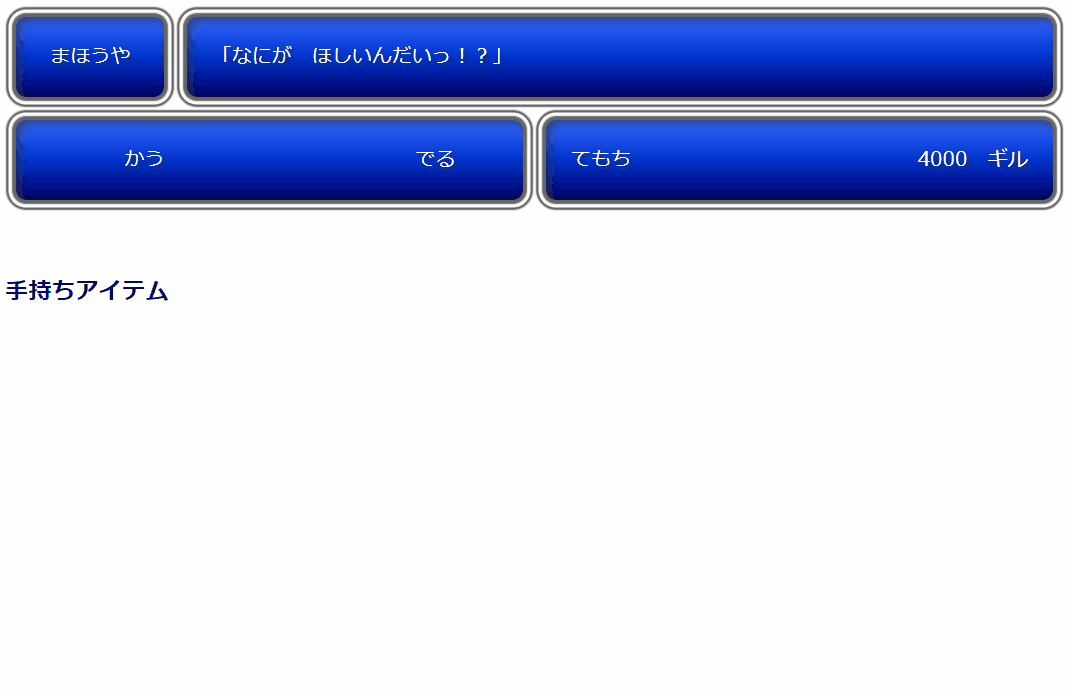 まほうや
「なにが　ほしいんだいっ！？」
かう　でる
てもち　4000　ギル
手持ちアイテム